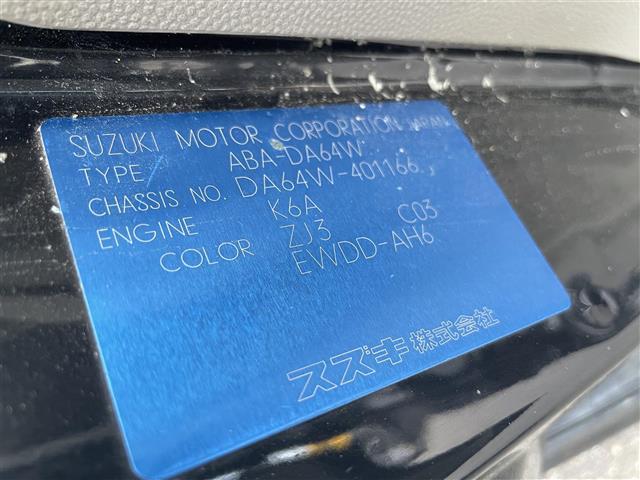 SUZUKI MOTOR CORPORATION JAPAN
TYPE ABA-DA64W
CHASSIS NO. DA64W-401166
ENGINE K6A
COLOR ZJ3 C03
EWDD-AH6
スズキ株式会社